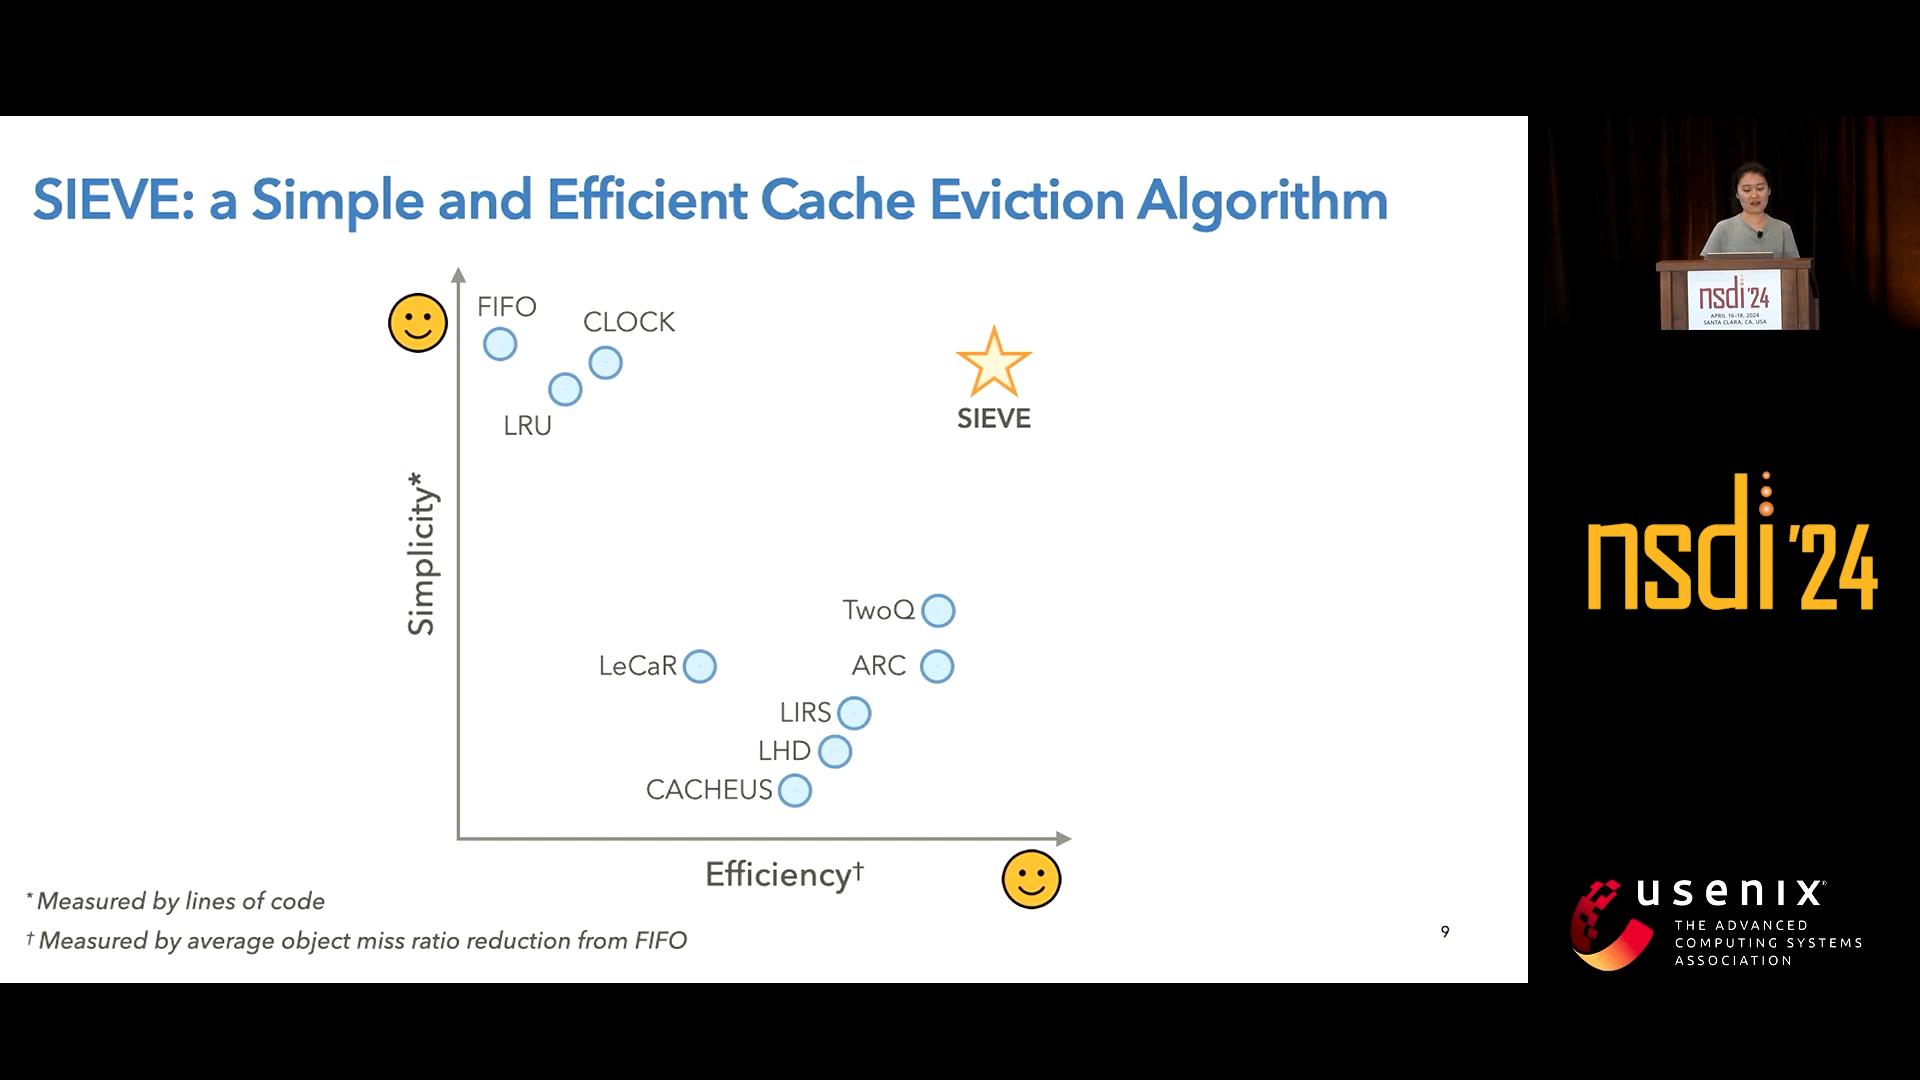 SIEVE: a Simple and Efficient Cache Eviction Algorithm
FIFO
CLOCK
LRU
SIEVE
Simplicity*
TwoQ
LeCaR
ARC
LIRS
LHD
CACHEUS
Efficiency†
* Measured by lines of code
† Measured by average object miss ratio reduction from FIFO
9
nsdi '24
APRIL 16-18, 2024
SANTA CLARA, CA, USA
nsdi '24
usenix®
THE ADVANCED
COMPUTING SYSTEMS
ASSOCIATION